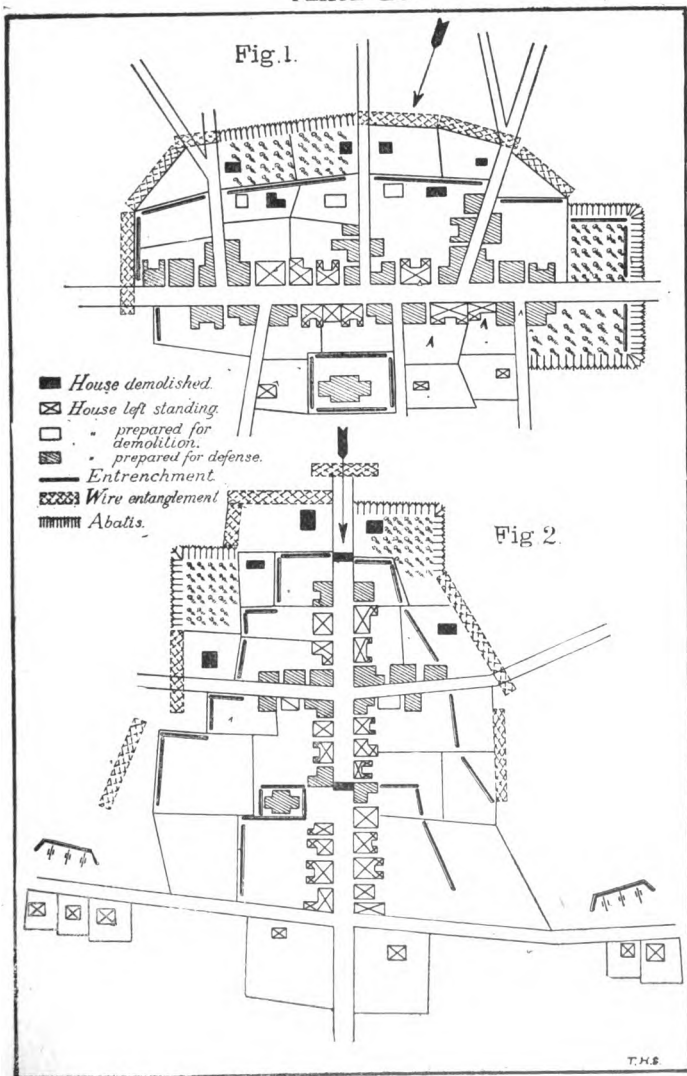 Fig.1.
House demolished.
House left standing.
" prepared for
demolition.
" prepared for defense.
Entrenchment
Wire entanglement
Abatis.
Fig.2.
T.H.S.